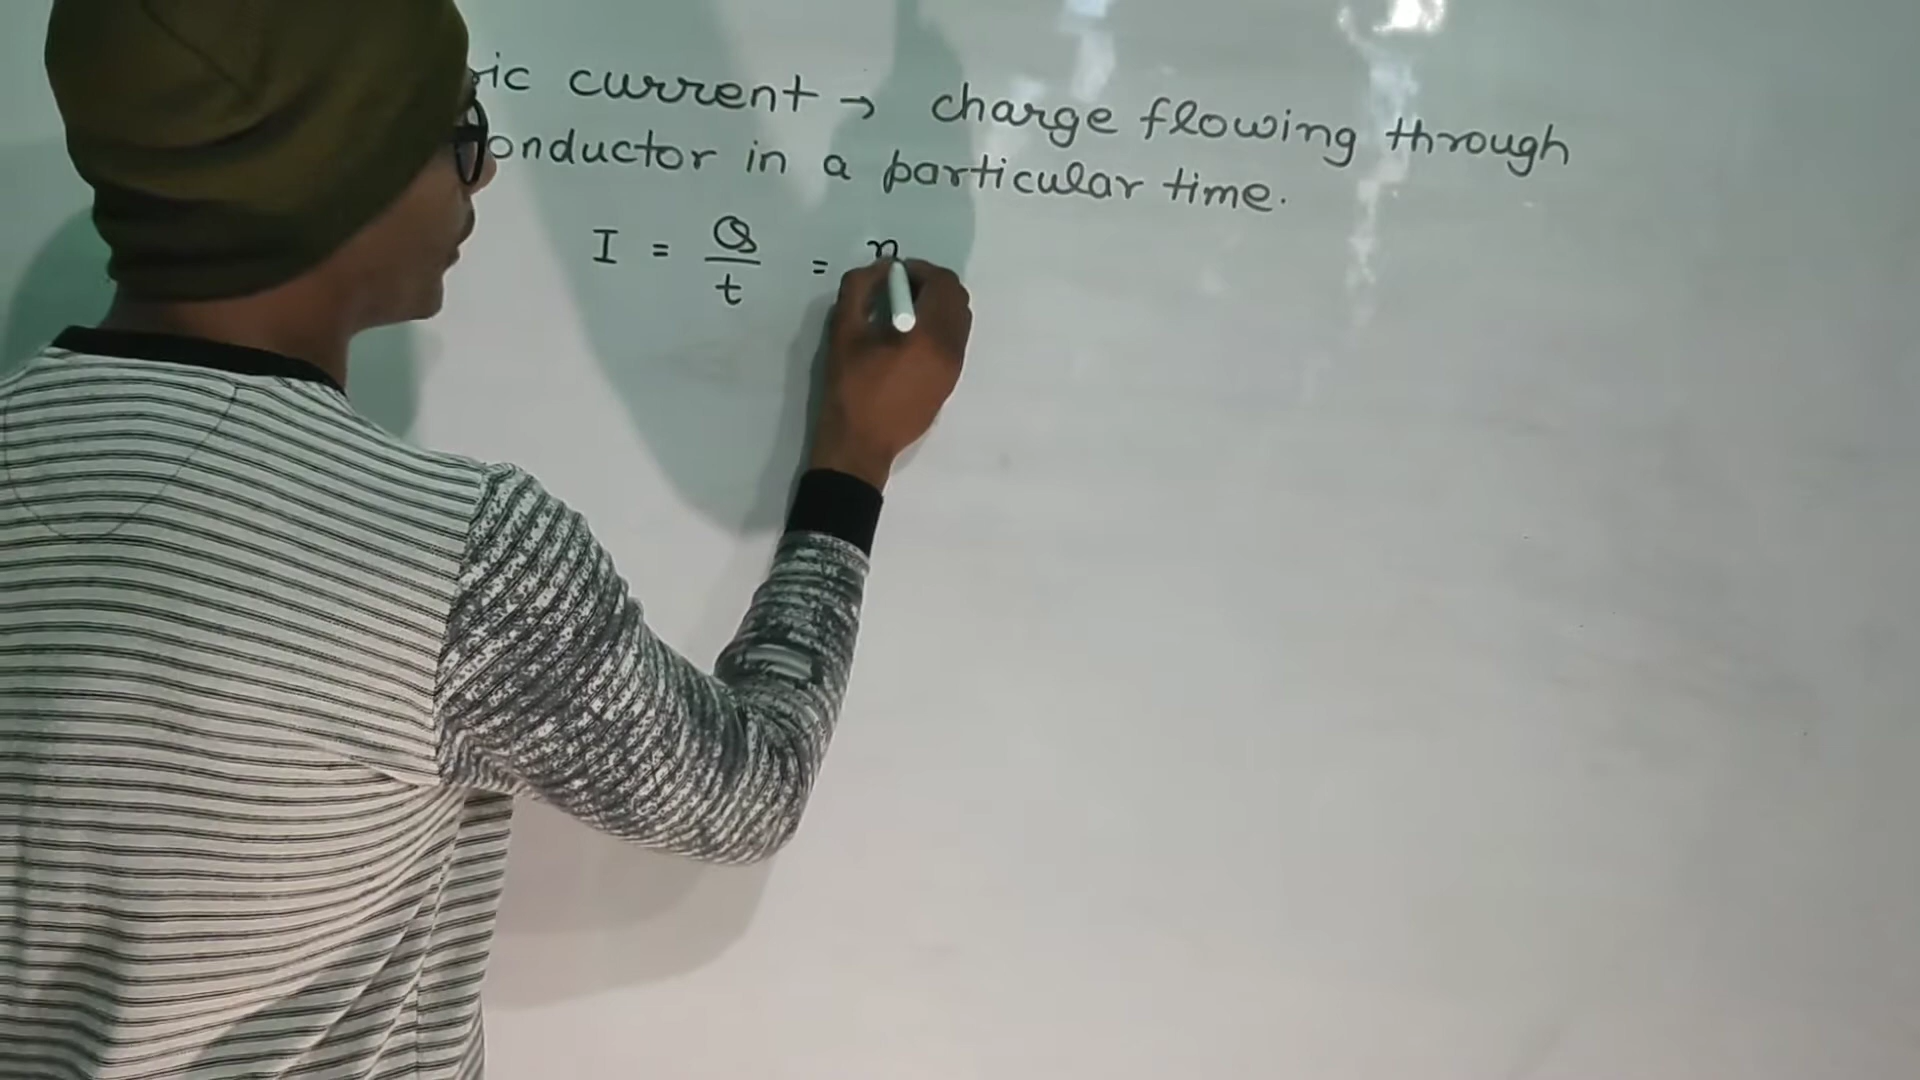 ic current → charge flowing through
onductor in a particular time.
I = Q/t = n